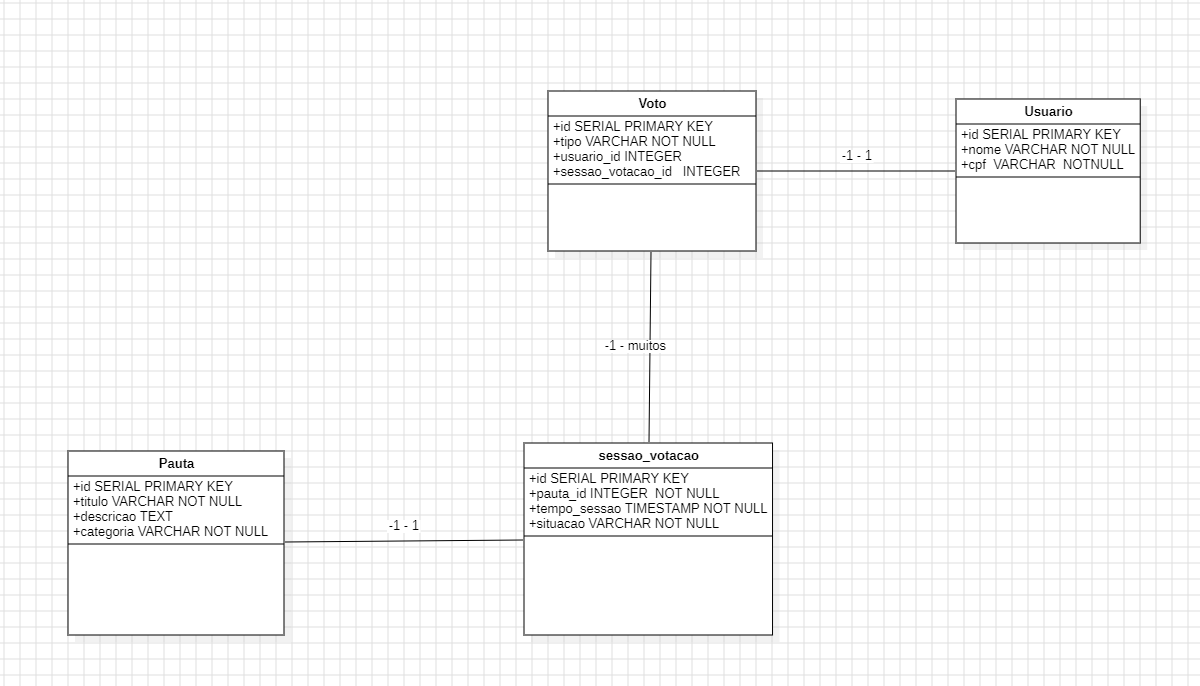 Voto
+id SERIAL PRIMARY KEY
+tipo VARCHAR NOT NULL
+usuario_id INTEGER
+sessao_votacao_id   INTEGER
-1 - 1
Usuario
+id SERIAL PRIMARY KEY
+nome VARCHAR NOT NULL
+cpf  VARCHAR  NOTNULL
-1 - muitos
Pauta
+id SERIAL PRIMARY KEY
+titulo VARCHAR NOT NULL
+descricao TEXT
+categoria VARCHAR NOT NULL
-1 - 1
sessao_votacao
+id SERIAL PRIMARY KEY
+pauta_id INTEGER  NOT NULL
+tempo_sessao TIMESTAMP NOT NULL
+situacao VARCHAR NOT NULL